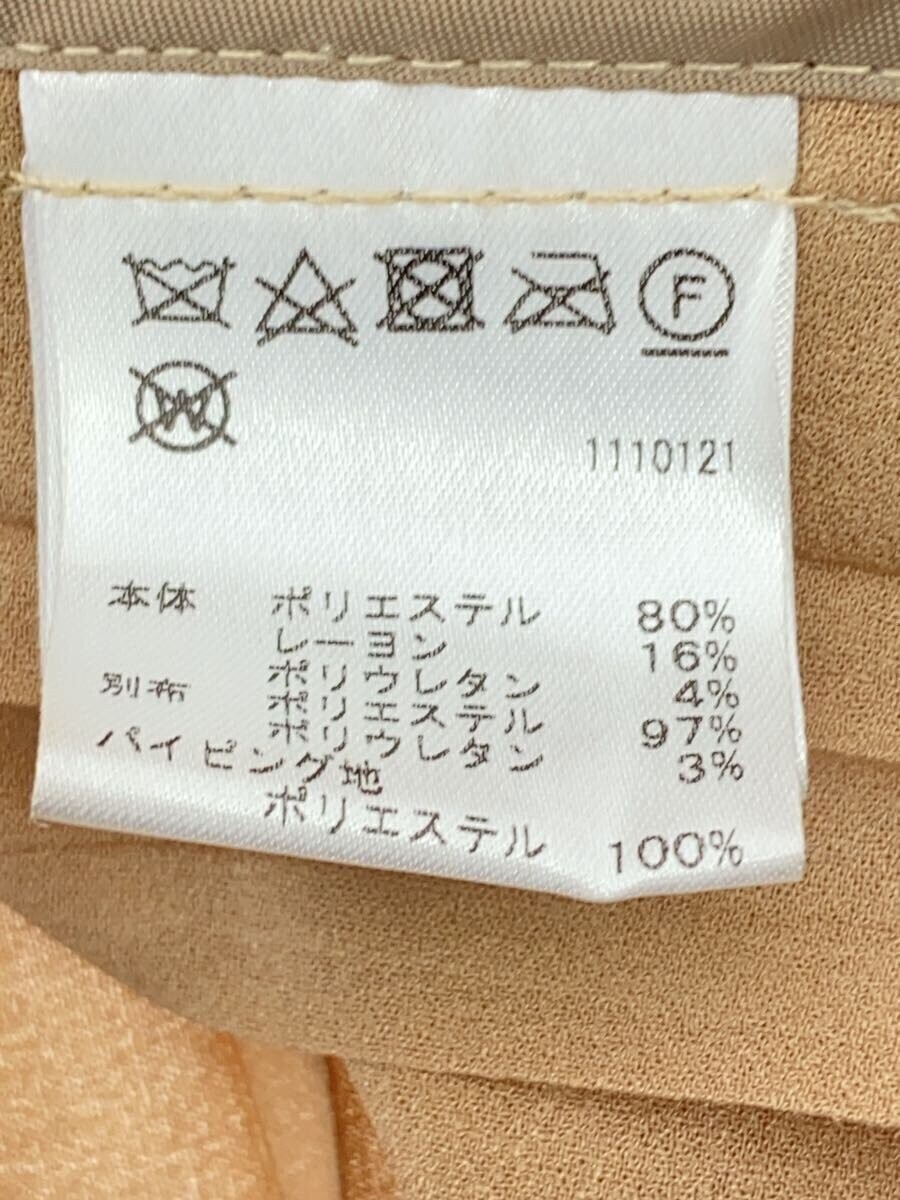 F
W
1110121
本体 ポリエステル 80%
レーヨン 16%
ポリウレタン 4%
別布 ポリエステル 97%
ポリウレタン 3%
パイピング地
ポリエステル 100%